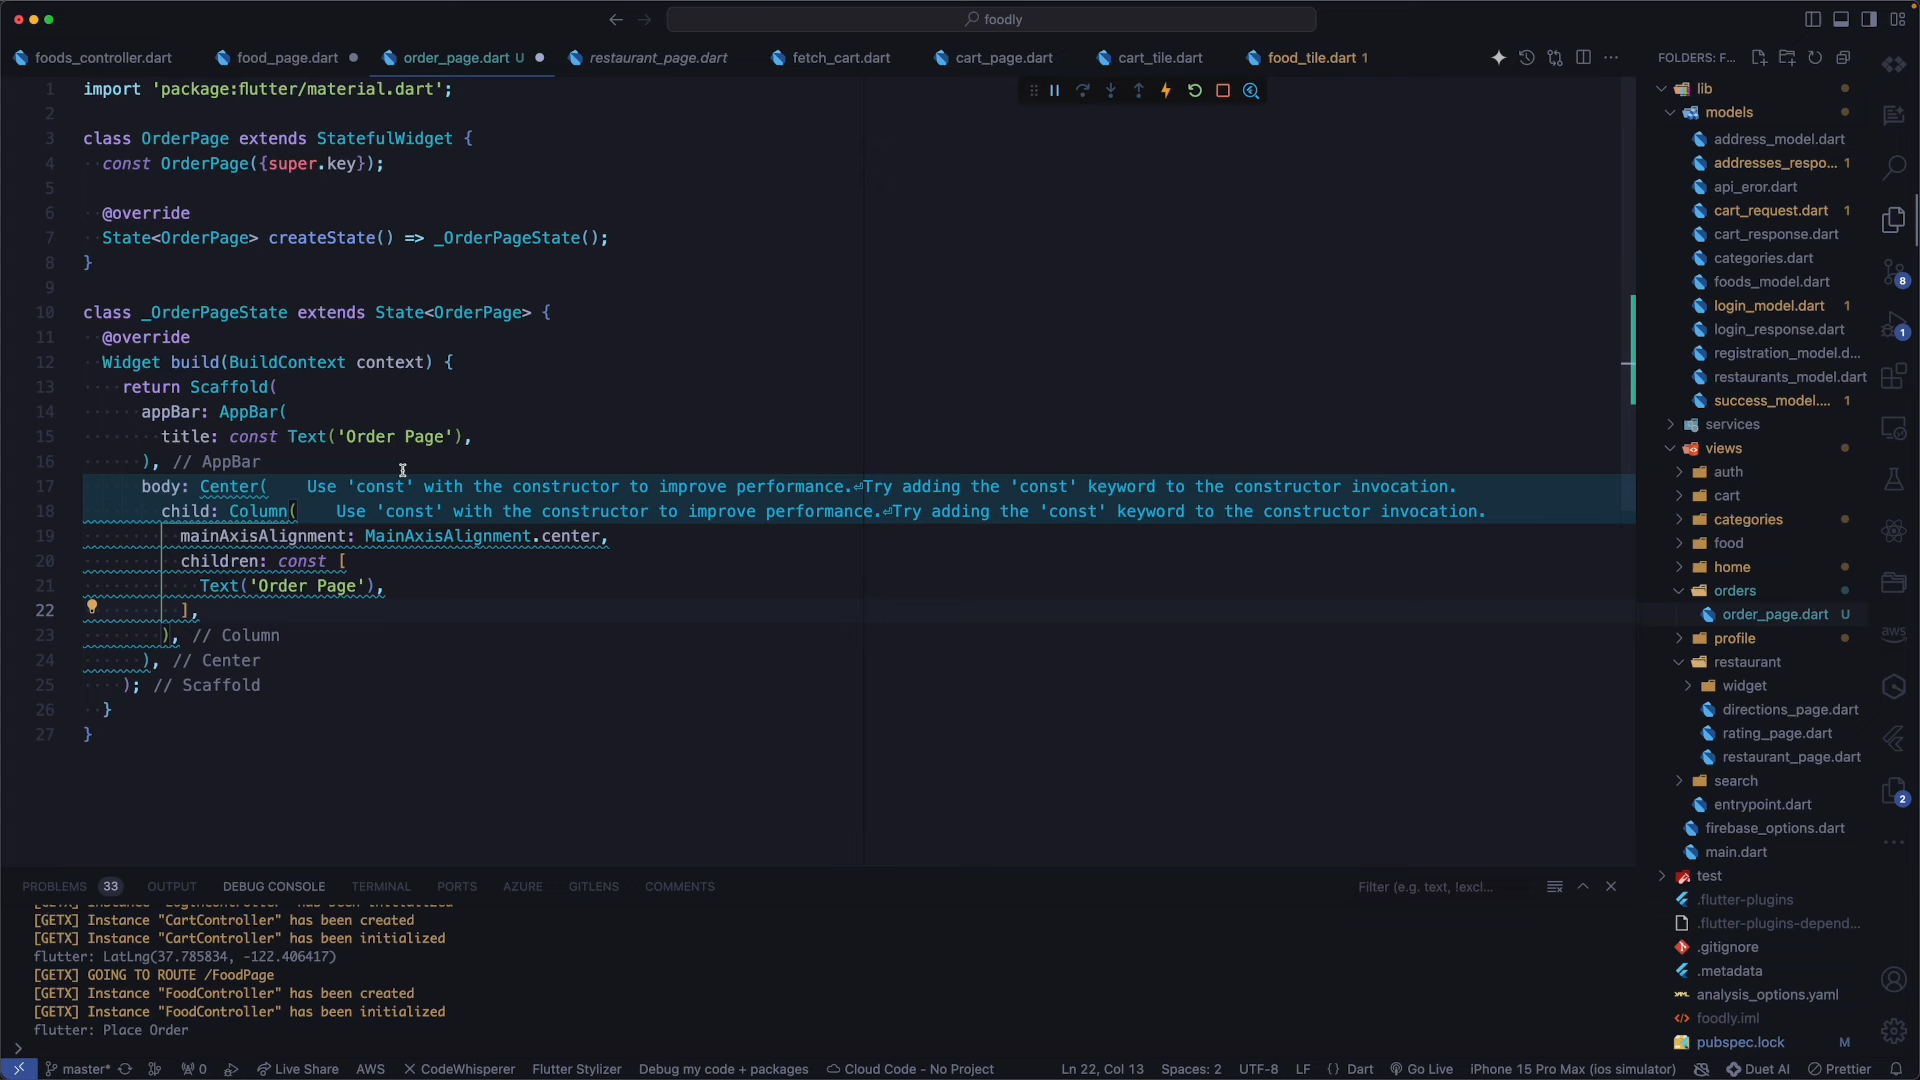 foodly
foods_controller.dart
food_page.dart
order_page.dart U
restaurant_page.dart
fetch_cart.dart
cart_page.dart
cart_tile.dart
food_tile.dart 1
FOLDERS: F...
1 import 'package:flutter/material.dart';
2
3 class OrderPage extends StatefulWidget {
4 const OrderPage({super.key});
5
6 @override
7 State<OrderPage> createState() => _OrderPageState();
8 }
9
10 class _OrderPageState extends State<OrderPage> {
11 @override
12 Widget build(BuildContext context) {
13 return Scaffold(
14 appBar: AppBar(
15 title: const Text('Order Page'),
16 ), // AppBar
17 body: Center( Use 'const' with the constructor to improve performance.⏎Try adding the 'const' keyword to the constructor invocation.
18 child: Column( Use 'const' with the constructor to improve performance.⏎Try adding the 'const' keyword to the constructor invocation.
19 mainAxisAlignment: MainAxisAlignment.center,
20 children: const [
21 Text('Order Page'),
22 ],
23 ), // Column
24 ), // Center
25 ); // Scaffold
26 }
27 }
lib
models
address_model.dart
addresses_respo... 1
api_eror.dart
cart_request.dart 1
cart_response.dart
categories.dart
foods_model.dart
login_model.dart 1
login_response.dart
registration_model.d...
restaurants_model.dart
success_model.... 1
services
views
auth
cart
categories
food
home
orders
order_page.dart U
profile
restaurant
widget
directions_page.dart
rating_page.dart
restaurant_page.dart
search
entrypoint.dart
firebase_options.dart
main.dart
test
.flutter-plugins
.flutter-plugins-depend...
.gitignore
.metadata
analysis_options.yaml
foodly.iml
pubspec.lock M
8
1
aws
2
PROBLEMS 33 OUTPUT DEBUG CONSOLE TERMINAL PORTS AZURE GITLENS COMMENTS
Filter (e.g. text, !excl...
[GETX] Instance "LoginController" has been initialized
[GETX] Instance "CartController" has been created
[GETX] Instance "CartController" has been initialized
flutter: LatLng(37.785834, -122.406417)
[GETX] GOING TO ROUTE /FoodPage
[GETX] Instance "FoodController" has been created
[GETX] Instance "FoodController" has been initialized
flutter: Place Order
master* 0 Live Share AWS CodeWhisperer Flutter Stylizer Debug my code + packages Cloud Code - No Project Ln 22, Col 13 Spaces: 2 UTF-8 LF {} Dart Go Live iPhone 15 Pro Max (ios simulator) Duet AI Prettier